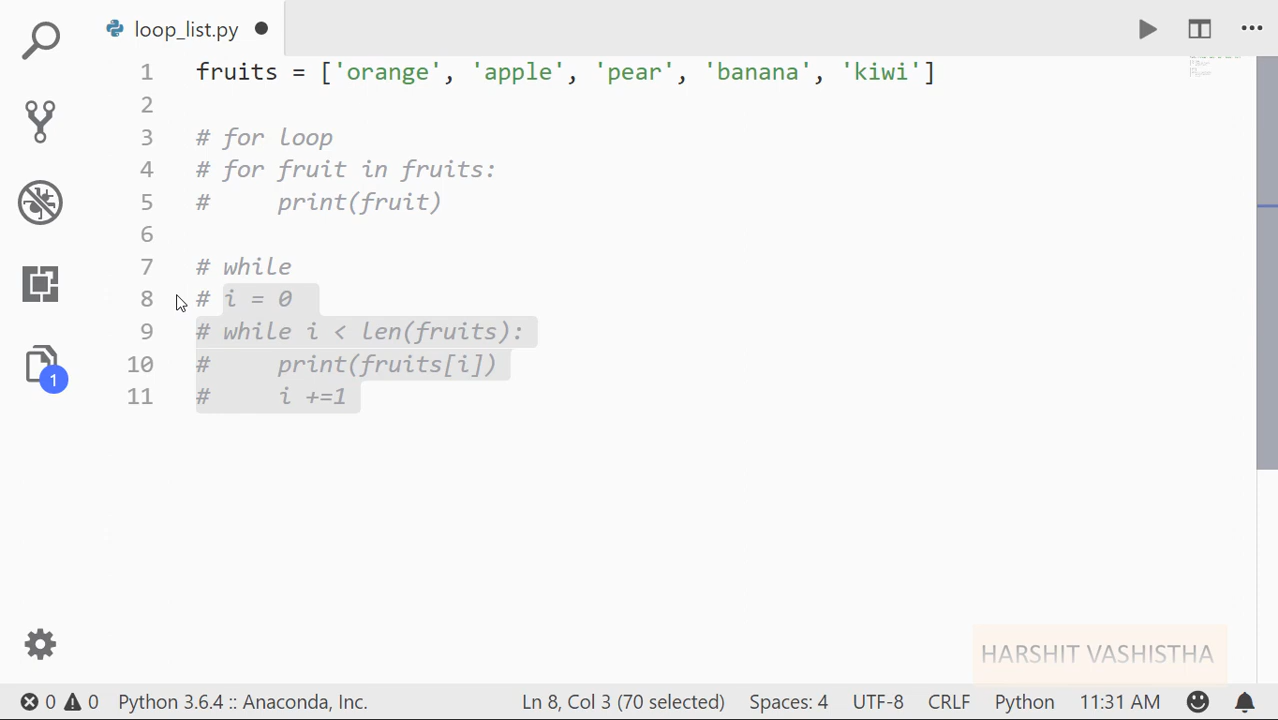 loop_list.py
1 fruits = ['orange', 'apple', 'pear', 'banana', 'kiwi']
2
3 # for loop
4 # for fruit in fruits:
5 #     print(fruit)
6
7 # while
8 # i = 0
9 # while i < len(fruits):
10 #     print(fruits[i])
11 #     i +=1
1
HARSHIT VASHISTHA
0 0 Python 3.6.4 :: Anaconda, Inc. Ln 8, Col 3 (70 selected) Spaces: 4 UTF-8 CRLF Python 11:31 AM